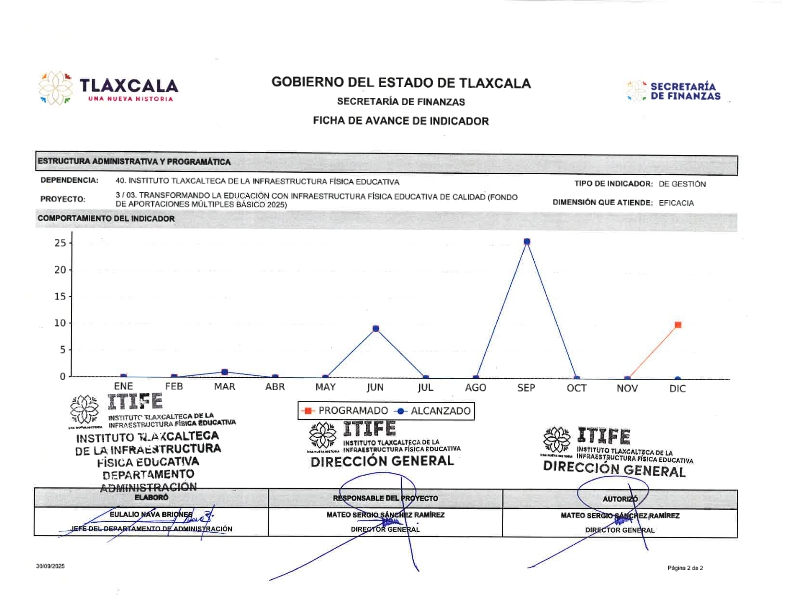 TLAXCALA
UNA NUEVA HISTORIA
GOBIERNO DEL ESTADO DE TLAXCALA
SECRETARÍA DE FINANZAS
FICHA DE AVANCE DE INDICADOR
SECRETARÍA
DE FINANZAS
ESTRUCTURA ADMINISTRATIVA Y PROGRAMÁTICA
DEPENDENCIA: 40. INSTITUTO TLAXCALTECA DE LA INFRAESTRUCTURA FÍSICA EDUCATIVA TIPO DE INDICADOR: DE GESTIÓN
PROYECTO: 3 / 03. TRANSFORMANDO LA EDUCACIÓN CON INFRAESTRUCTURA FÍSICA EDUCATIVA DE CALIDAD (FONDO
DE APORTACIONES MÚLTIPLES BÁSICO 2025) DIMENSIÓN QUE ATIENDE: EFICACIA
COMPORTAMIENTO DEL INDICADOR
25
20
15
10
5
0
ENE FEB MAR ABR MAY JUN JUL AGO SEP OCT NOV DIC
PROGRAMADO ALCANZADO
ITIFE
INSTITUTO TLAXCALTECA DE LA
INFRAESTRUCTURA FÍSICA EDUCATIVA
INSTITUTO TLAXCALTECA
DE LA INFRAESTRUCTURA
FÍSICA EDUCATIVA
DEPARTAMENTO
ADMINISTRACIÓN
ITIFE
INSTITUTO TLAXCALTECA DE LA
INFRAESTRUCTURA FÍSICA EDUCATIVA
DIRECCIÓN GENERAL
ITIFE
INSTITUTO TLAXCALTECA DE LA
INFRAESTRUCTURA FÍSICA EDUCATIVA
DIRECCIÓN GENERAL
ELABORÓ RESPONSABLE DEL PROYECTO AUTORIZÓ
EULALIO NAVA BRIONES MATEO SERGIO SÁNCHEZ RAMÍREZ MATEO SERGIO SÁNCHEZ RAMÍREZ
JEFE DEL DEPARTAMENTO DE ADMINISTRACIÓN DIRECTOR GENERAL DIRECTOR GENERAL
30/09/2025 Página 2 de 2